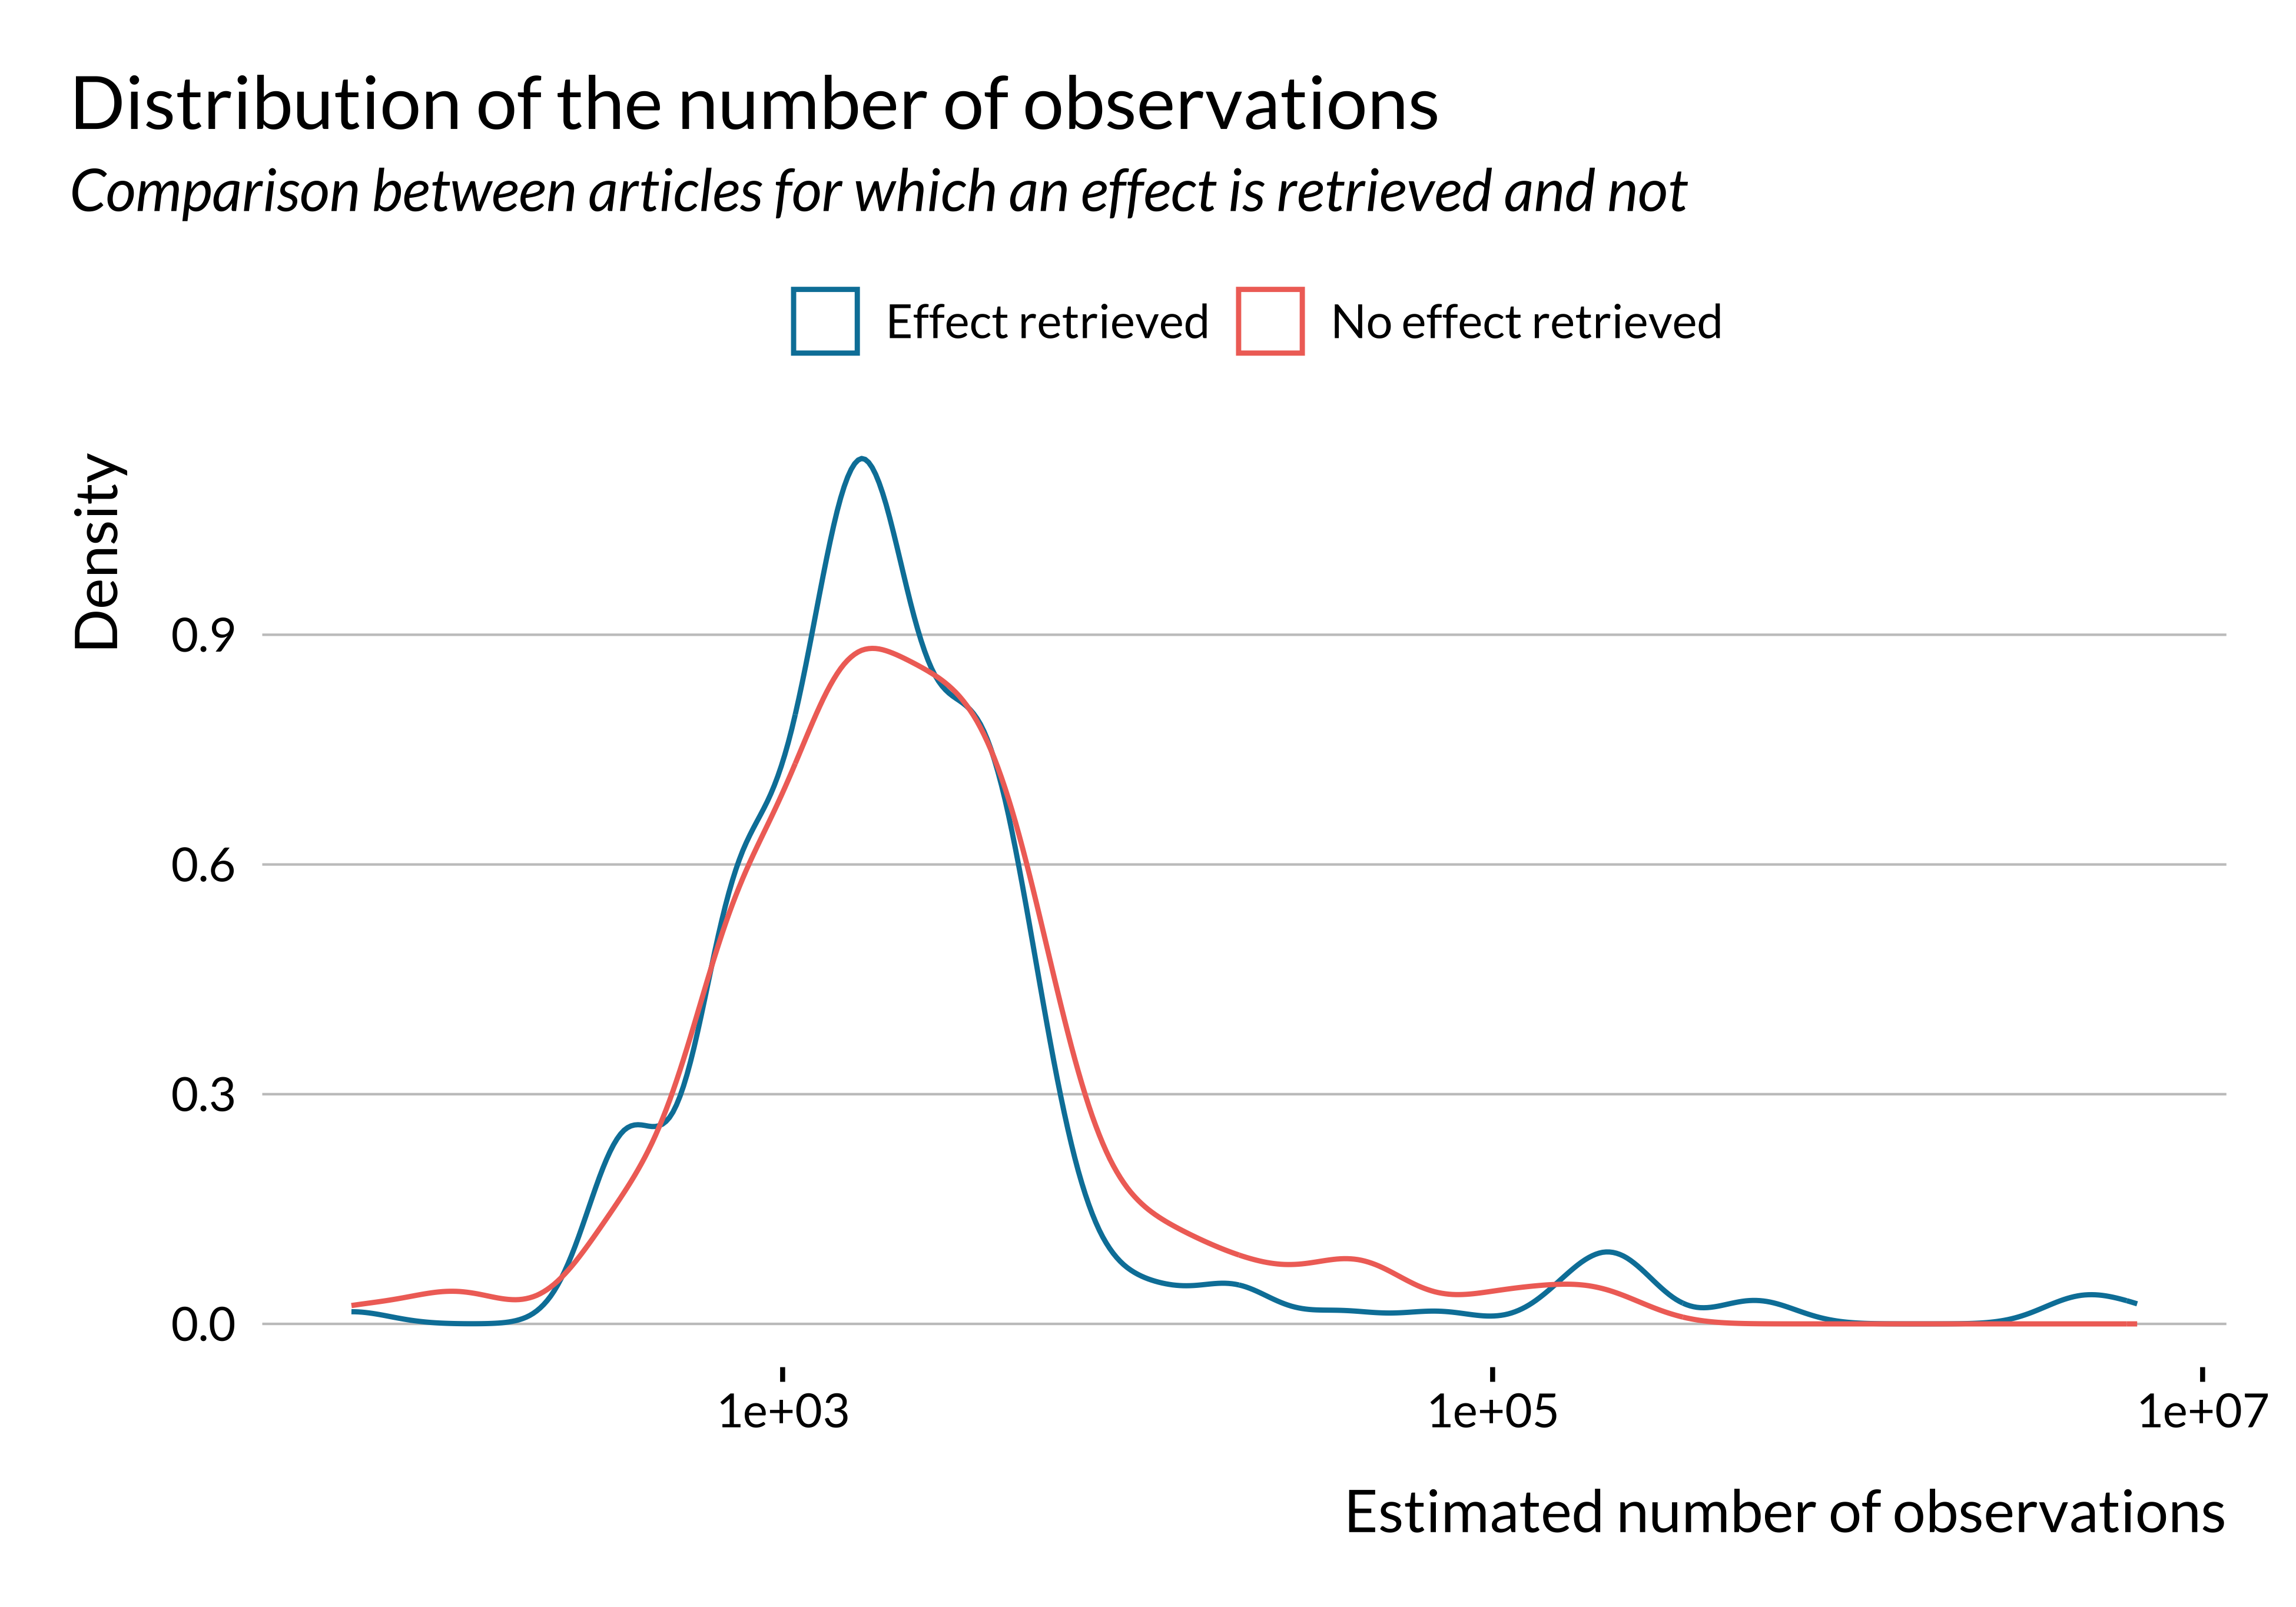 Distribution of the number of observations
Comparison between articles for which an effect is retrieved and not
Effect retrieved No effect retrieved
Density
0.9
0.6
0.3
0.0
1e+03 1e+05 1e+07
Estimated number of observations